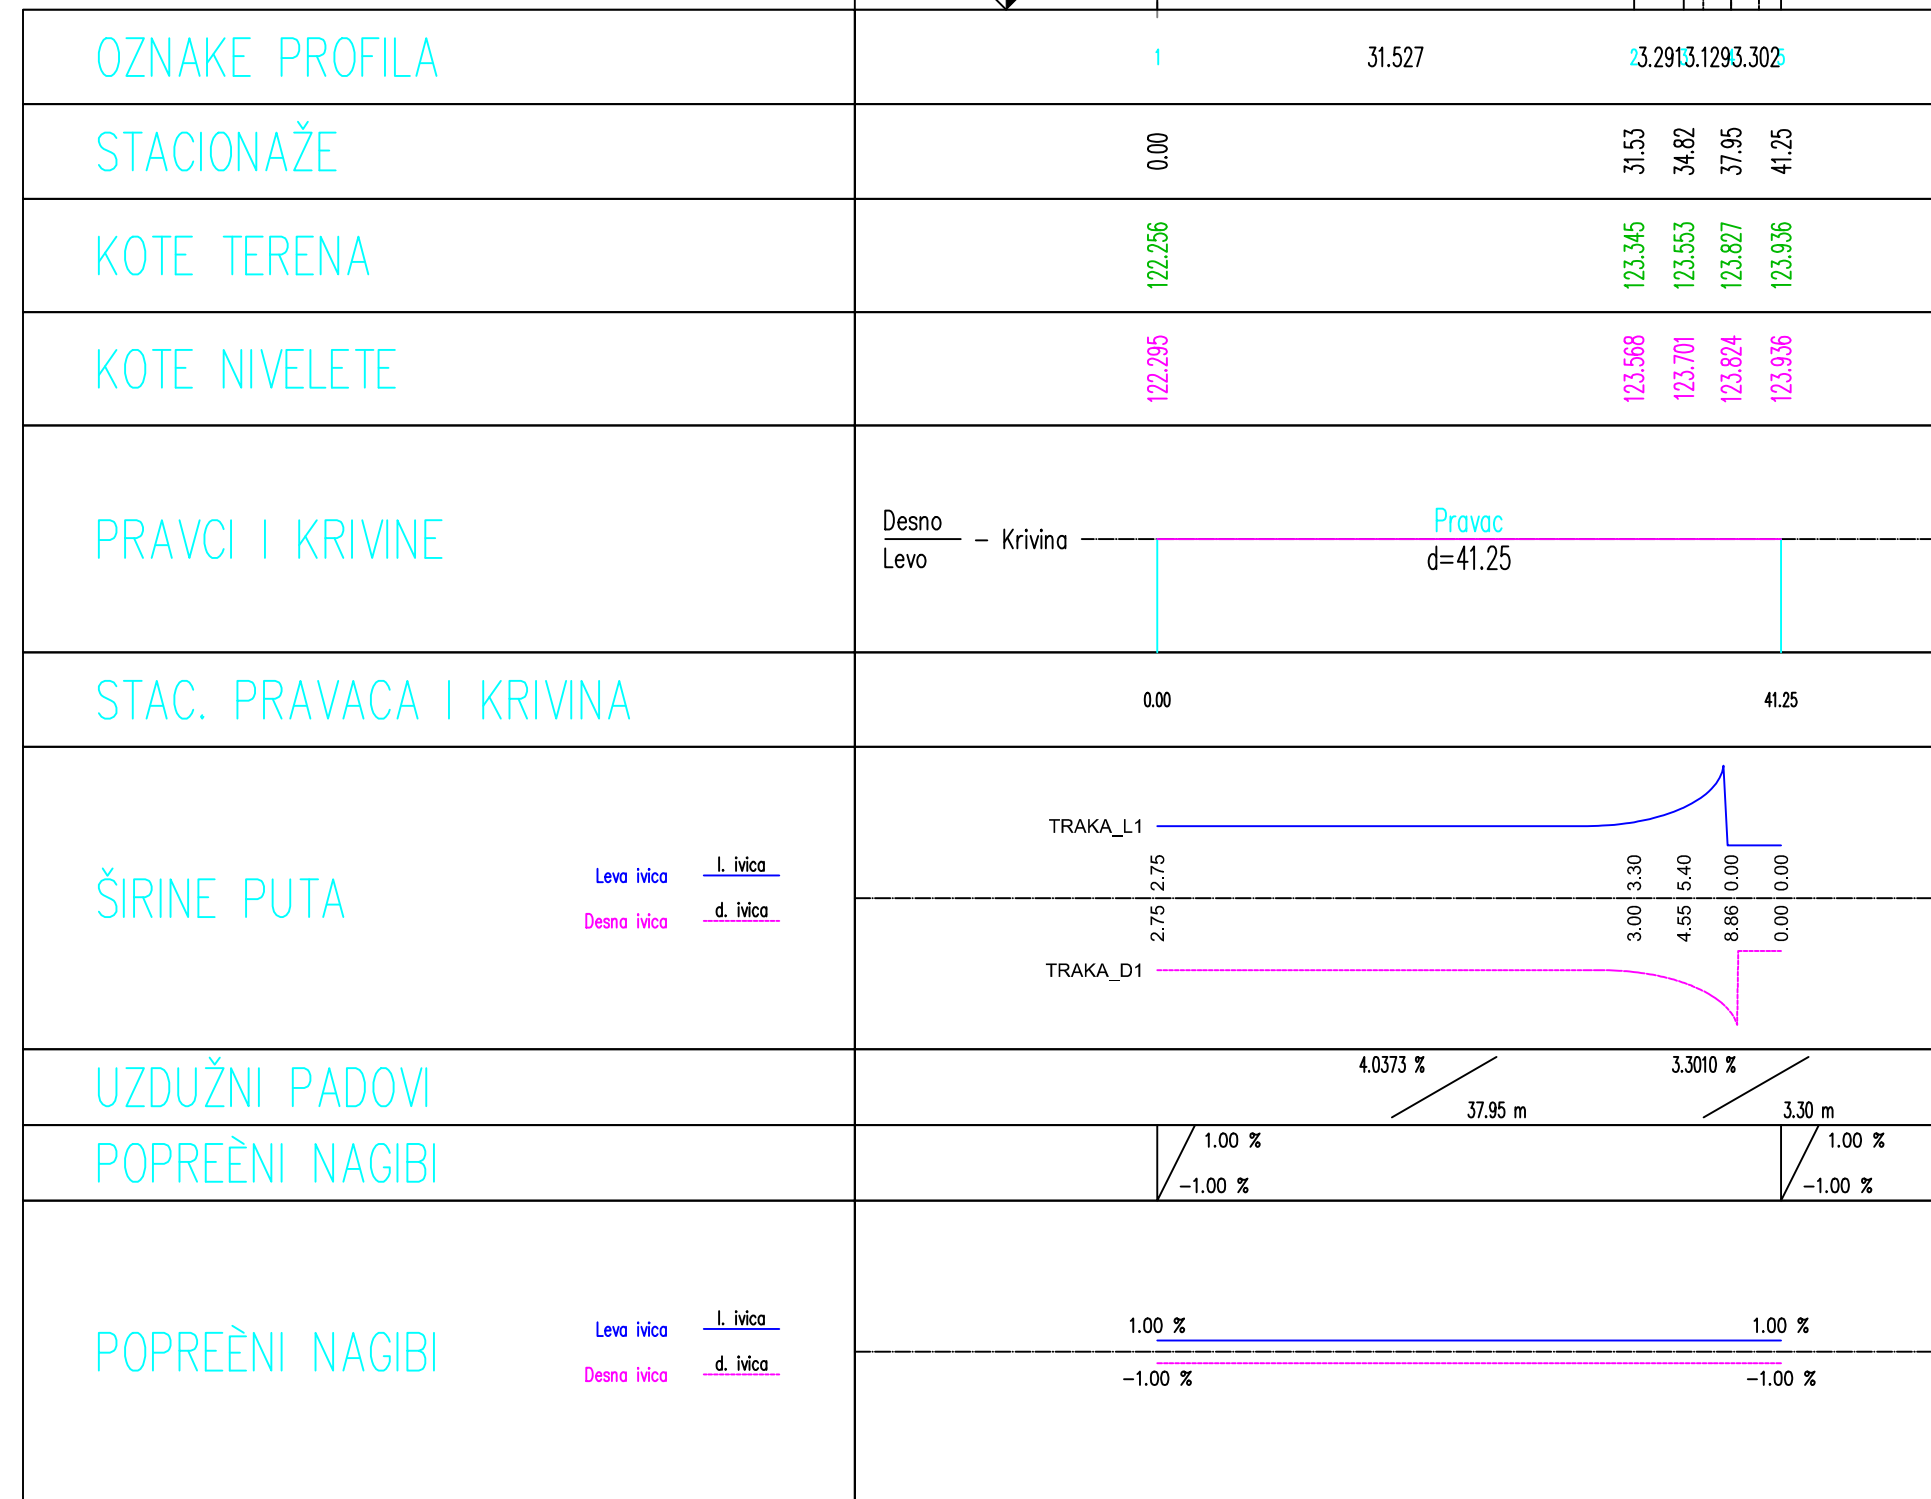 OZNAKE PROFILA 1 31.527 2 3.291 3 3.129 4 3.302 5
STACIONAŽE 0.00 31.53 34.82 37.95 41.25
KOTE TERENA 122.256 123.345 123.553 123.827 123.936
KOTE NIVELETE 122.295 123.568 123.701 123.824 123.936
Desno Pravac
PRAVCI I KRIVINE – Krivina
Levo d=41.25
STAC. PRAVACA I KRIVINA 0.00 41.25
TRAKA_L1
ŠIRINE PUTA
Leva ivica l. ivica 2.75 3.30 5.40 0.00 0.00
Desna ivica d. ivica 2.75 3.00 4.55 8.86 0.00
TRAKA_D1
UZDUŽNI PADOVI 4.0373 % 3.3010 %
37.95 m 3.30 m
POPREÈNI NAGIBI 1.00 % 1.00 %
-1.00 % -1.00 %
POPREÈNI NAGIBI
Leva ivica l. ivica 1.00 % 1.00 %
Desna ivica d. ivica -1.00 % -1.00 %